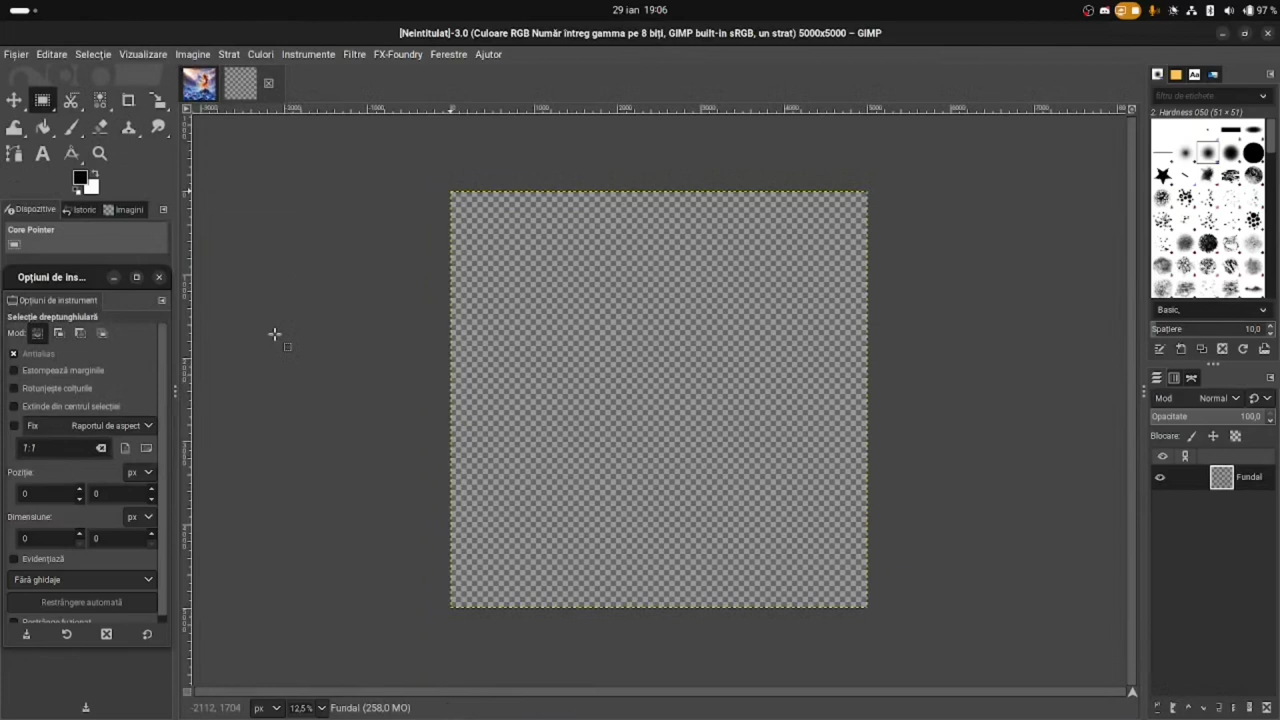 29 ian 19:06
97 %
[Neintitulat]-3.0 (Culoare RGB Număr întreg gamma pe 8 biți, GIMP built-in sRGB, un strat) 5000x5000 – GIMP
Fișier Editare Selecție Vizualizare Imagine Strat Culori Instrumente Filtre FX-Foundry Ferestre Ajutor
filtru de etichete
2. Hardness 050 (51 × 51)
Dispozitive Istoric Imagini
Core Pointer
Opțiuni de ins...
Opțiuni de instrument
Selecție dreptunghiulară
Mod:
Antialias
Estompează marginile
Rotunjește colțurile
Extinde din centrul selecției
Fix Raportul de aspect
1:1
Poziție: px
0 0
Dimensiune: px
0 0
Evidențiază
Fără ghidaje
Restrângere automată
Basic,
Spațiere 10,0
Mod Normal
Opacitate 100,0
Blocare:
Fundal
-2112, 1704 px 12,5% Fundal (258,0 MO)